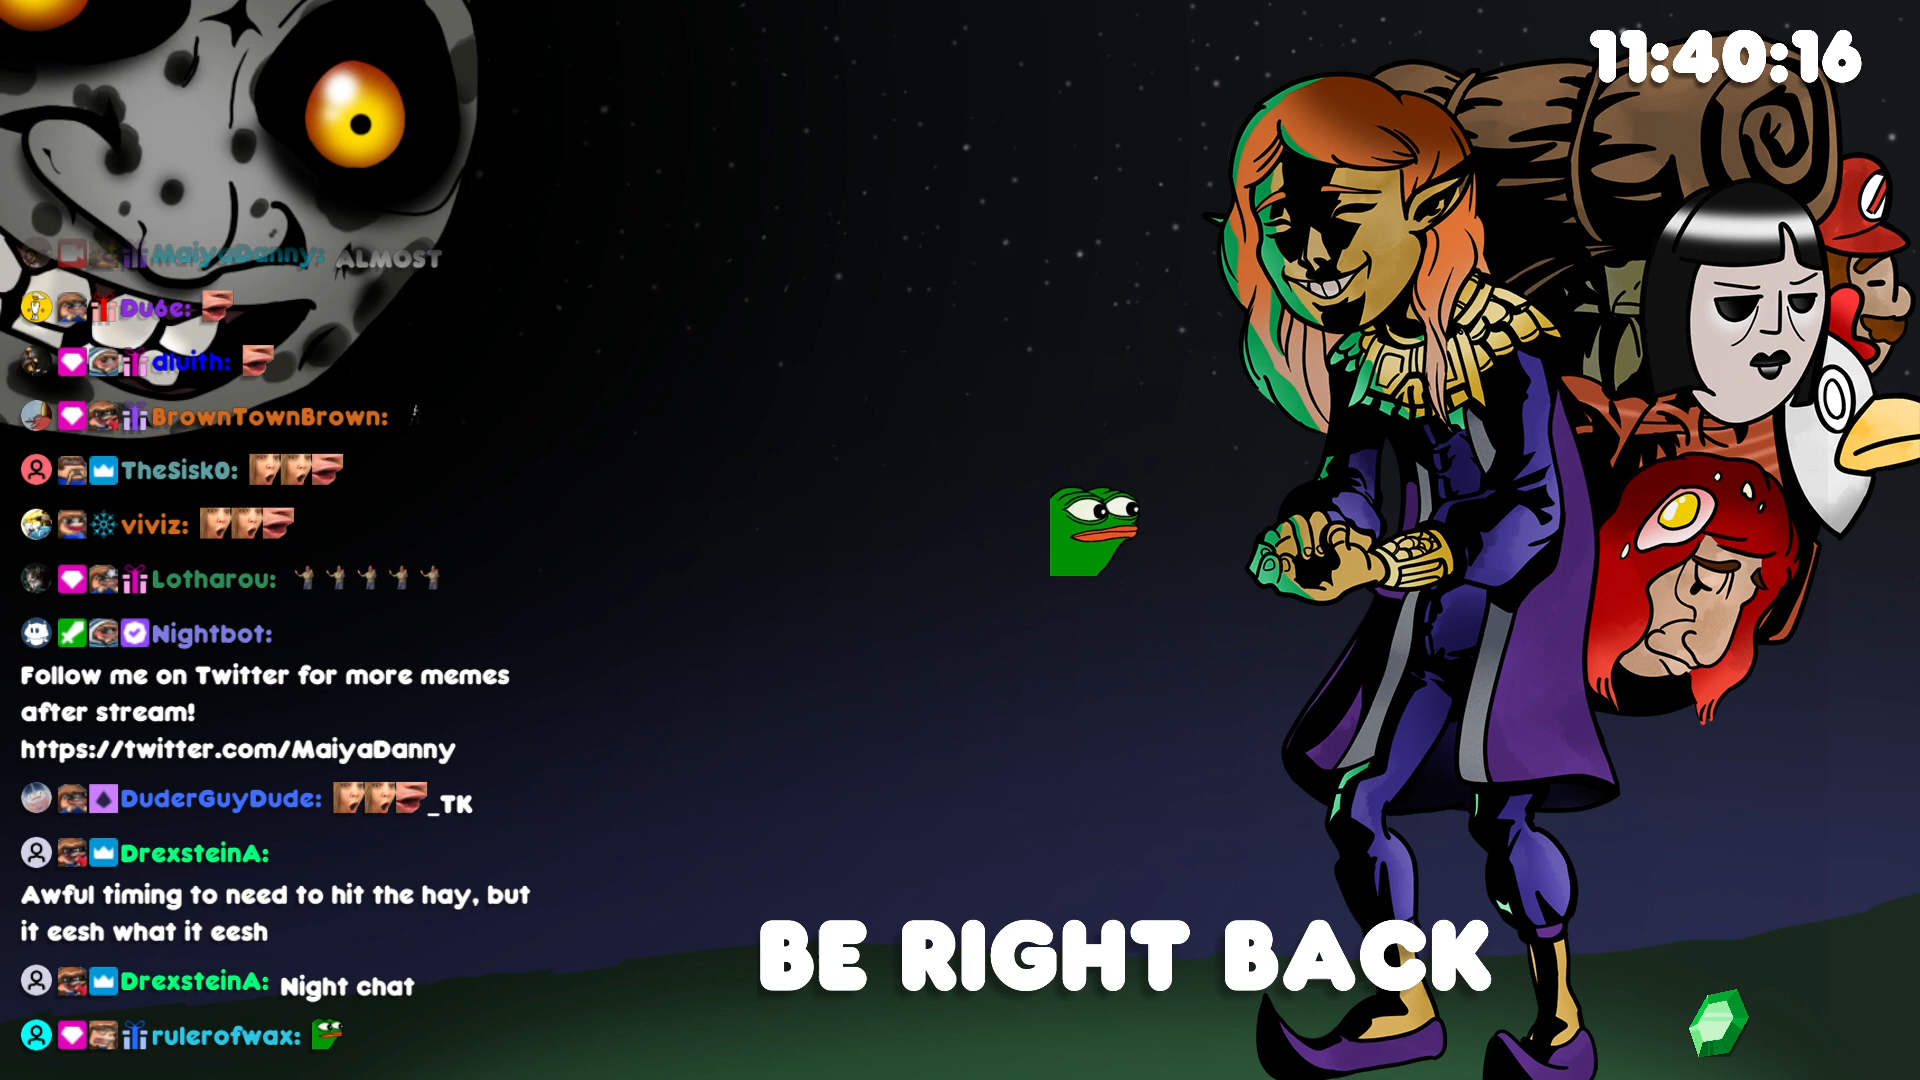 11:40:16
MaiyaDanny: ALMOST
Du6e:
dluith:
BrownTownBrown:
TheSisk0:
viviz:
Lotharou:
Nightbot:
Follow me on Twitter for more memes
after stream!
https://twitter.com/MaiyaDanny
DuderGuyDude: _TK
DrexsteinA:
Awful timing to need to hit the hay, but
it eesh what it eesh
DrexsteinA: Night chat
rulerofwax:
BE RIGHT BACK